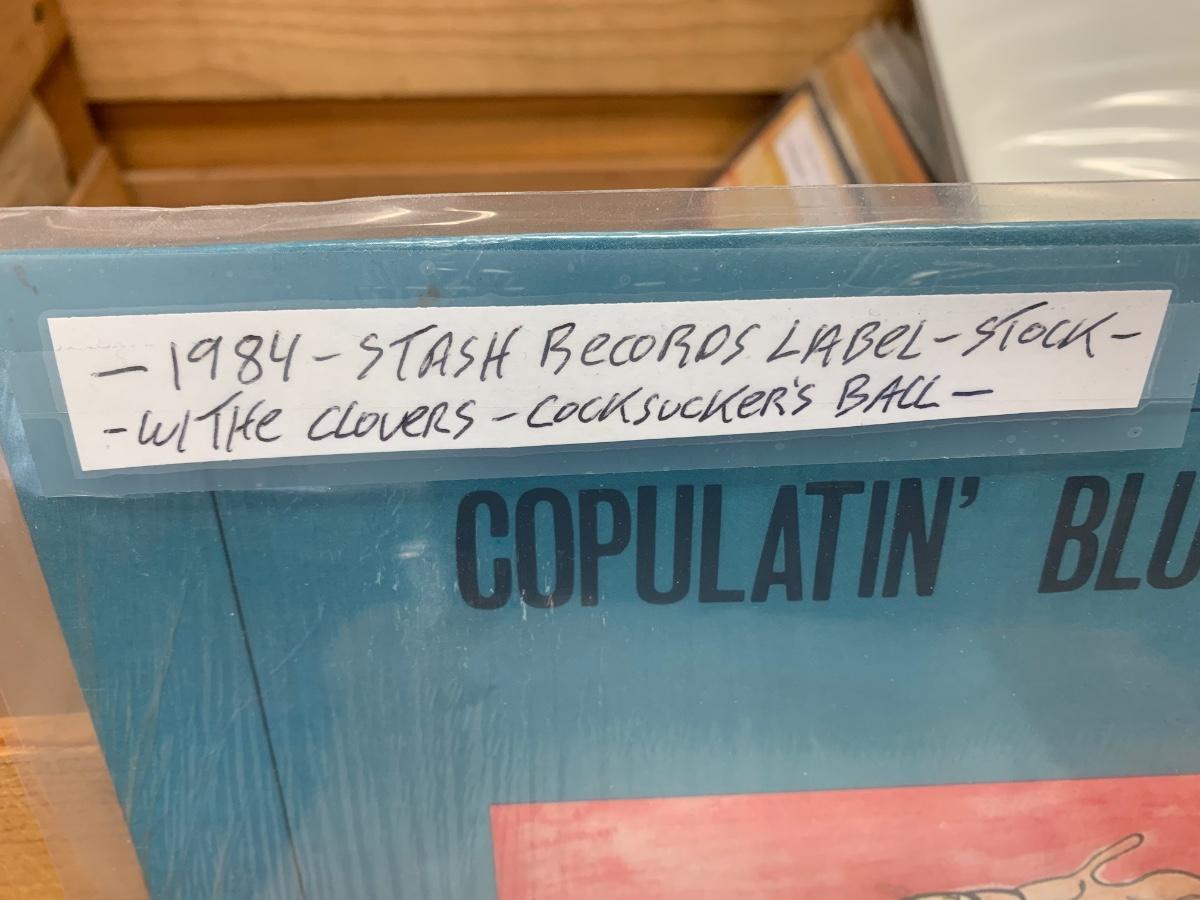 - 1984 - STASH RECORDS LABEL - STOCK -
- W/ THE CLOVERS - COCKSUCKER'S BALL -
COPULATIN' BLU